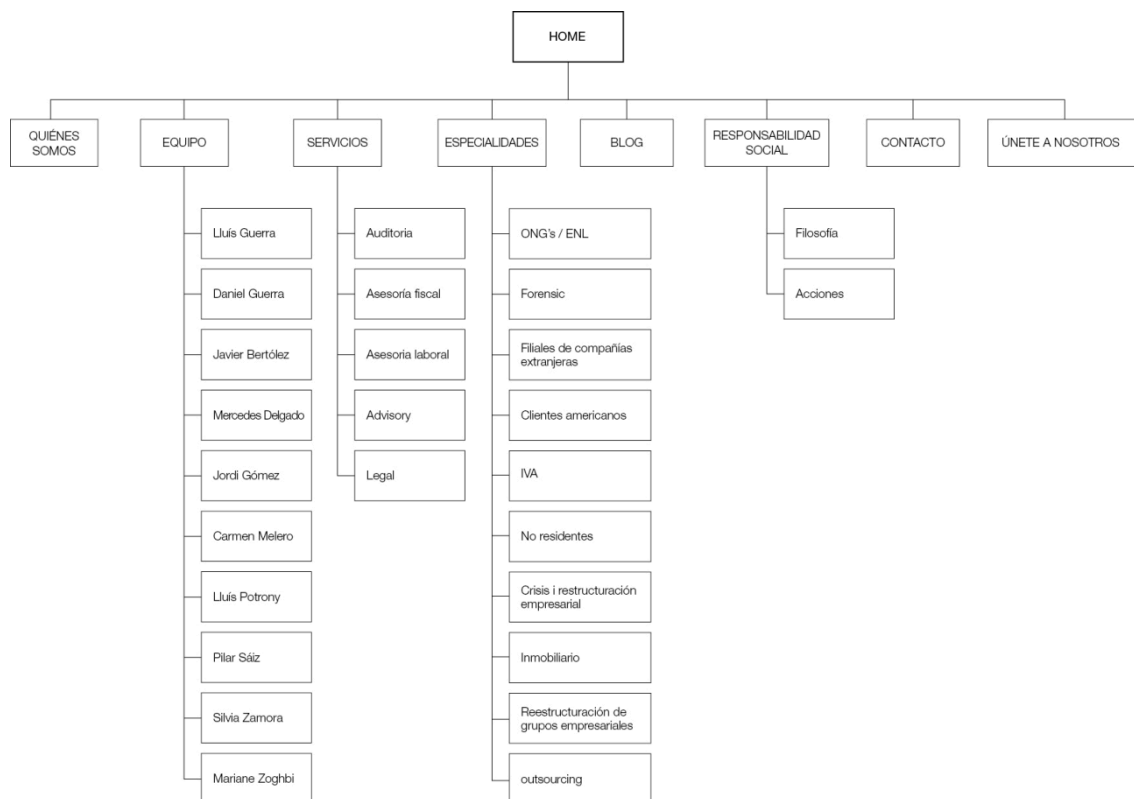 HOME
QUIÉNES
SOMOS
EQUIPO
SERVICIOS
ESPECIALIDADES
BLOG
RESPONSABILIDAD
SOCIAL
CONTACTO
ÚNETE A NOSOTROS
Lluís Guerra
Daniel Guerra
Javier Bertólez
Mercedes Delgado
Jordi Gómez
Carmen Melero
Lluís Potrony
Pilar Sáiz
Silvia Zamora
Mariane Zoghbi
Auditoria
Asesoría fiscal
Asesoria laboral
Advisory
Legal
ONG's / ENL
Forensic
Filiales de compañías
extranjeras
Clientes americanos
IVA
No residentes
Crisis i restructuración
empresarial
Inmobiliario
Reestructuración de
grupos empresariales
outsourcing
Filosofía
Acciones